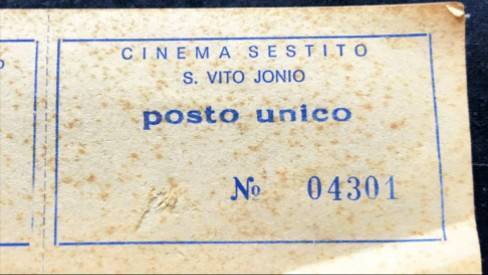 CINEMA SESTITO
S. VITO JONIO
posto unico
No 04301